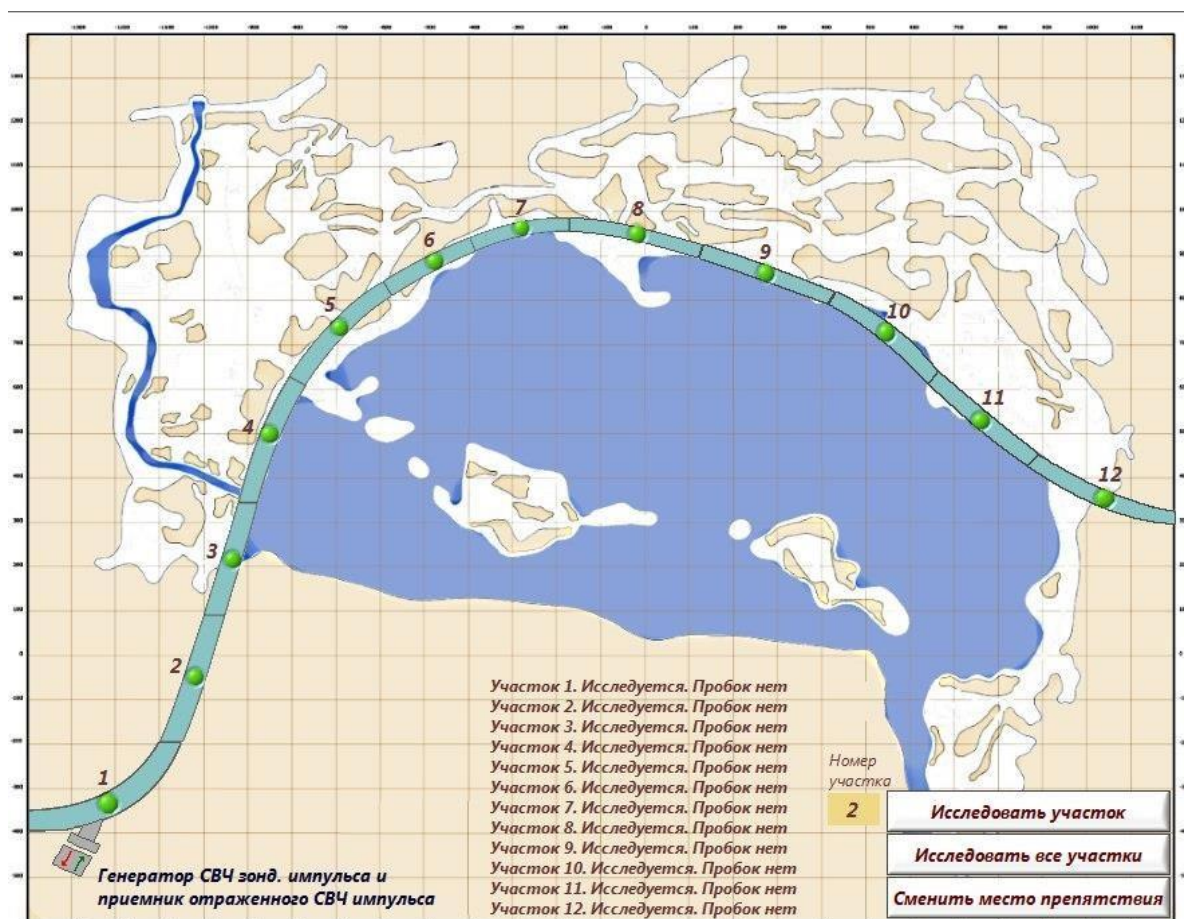 7
8
6
9
5
10
4
11
12
3
2
Участок 1. Исследуется. Пробок нет
Участок 2. Исследуется. Пробок нет
Участок 3. Исследуется. Пробок нет
Участок 4. Исследуется. Пробок нет
Участок 5. Исследуется. Пробок нет
Участок 6. Исследуется. Пробок нет
Участок 7. Исследуется. Пробок нет
Участок 8. Исследуется. Пробок нет
Участок 9. Исследуется. Пробок нет
Участок 10. Исследуется. Пробок нет
Участок 11. Исследуется. Пробок нет
Участок 12. Исследуется. Пробок нет
1
Номер
участка
2
Исследовать участок
Исследовать все участки
Сменить место препятствия
Генератор СВЧ зонд. импульса и
приемник отраженного СВЧ импульса